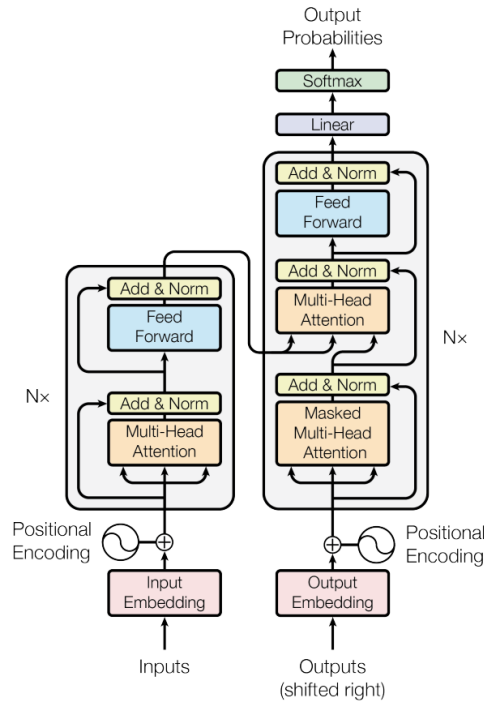 Output
Probabilities
Softmax
Linear
Add & Norm
Feed
Forward
Add & Norm
Multi-Head
Attention
Add & Norm
Masked
Multi-Head
Attention
N×
Add & Norm
Feed
Forward
Add & Norm
Multi-Head
Attention
N×
Positional
Encoding
Positional
Encoding
Input
Embedding
Output
Embedding
Inputs
Outputs
(shifted right)